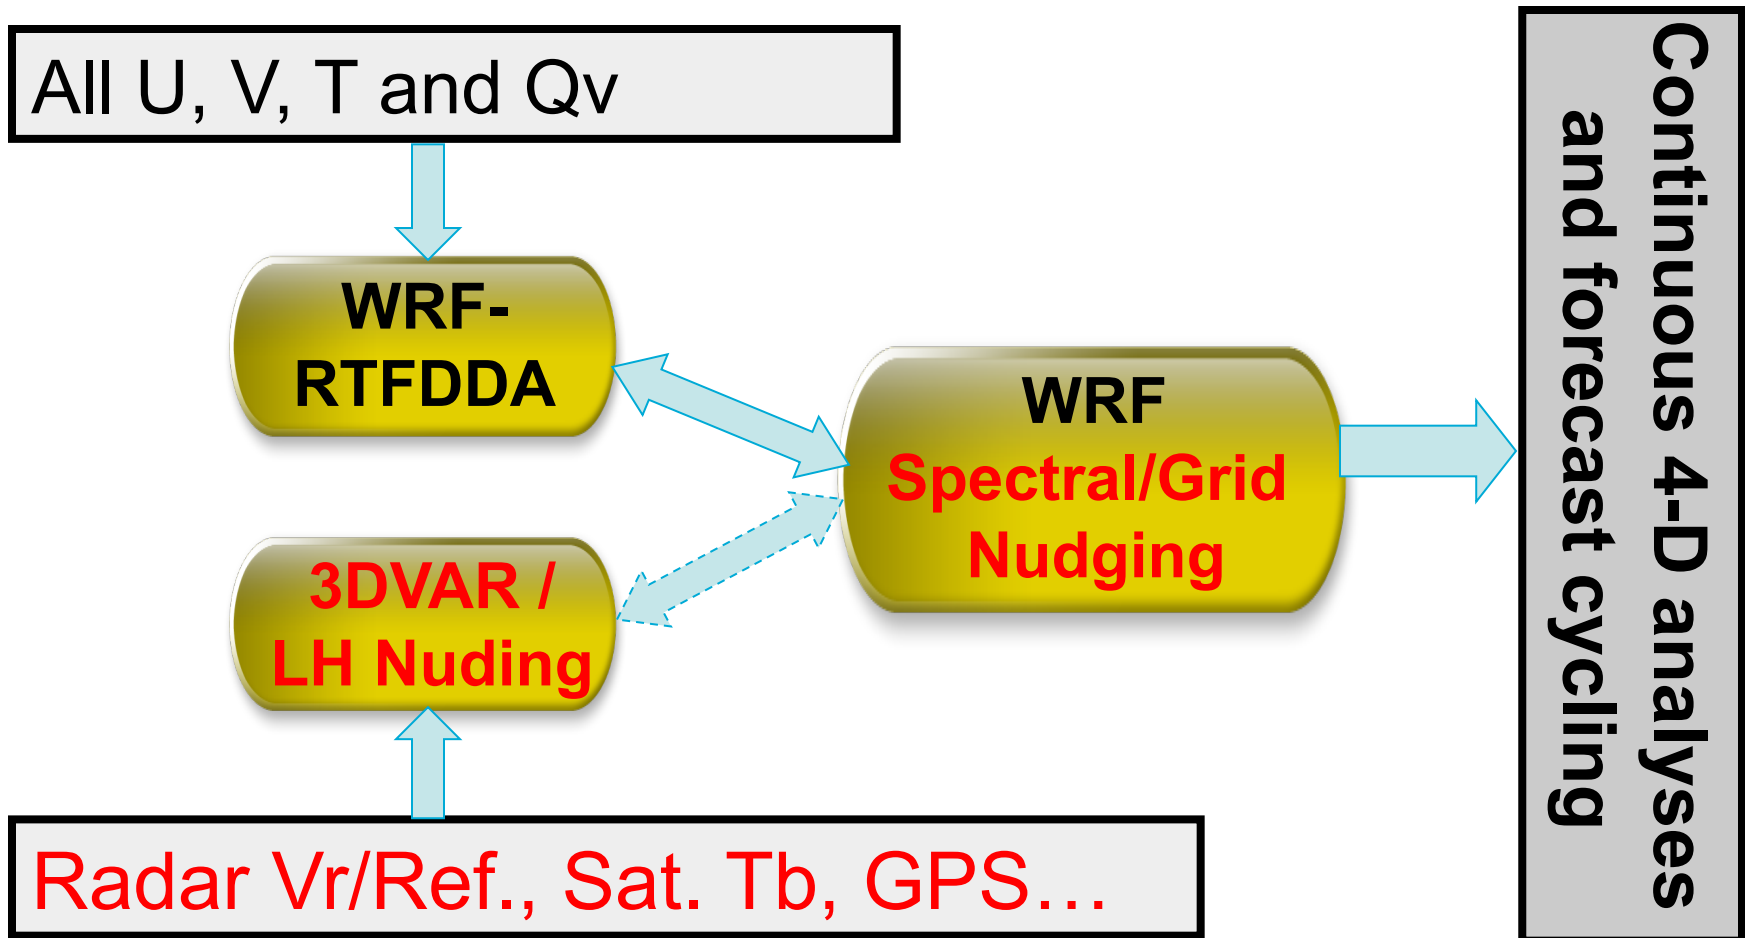 All U, V, T and Qv
WRF-
RTFDDA
WRF
Spectral/Grid
Nudging
3DVAR /
LH Nuding
Radar Vr/Ref., Sat. Tb, GPS…
Continuous 4-D analyses
and forecast cycling